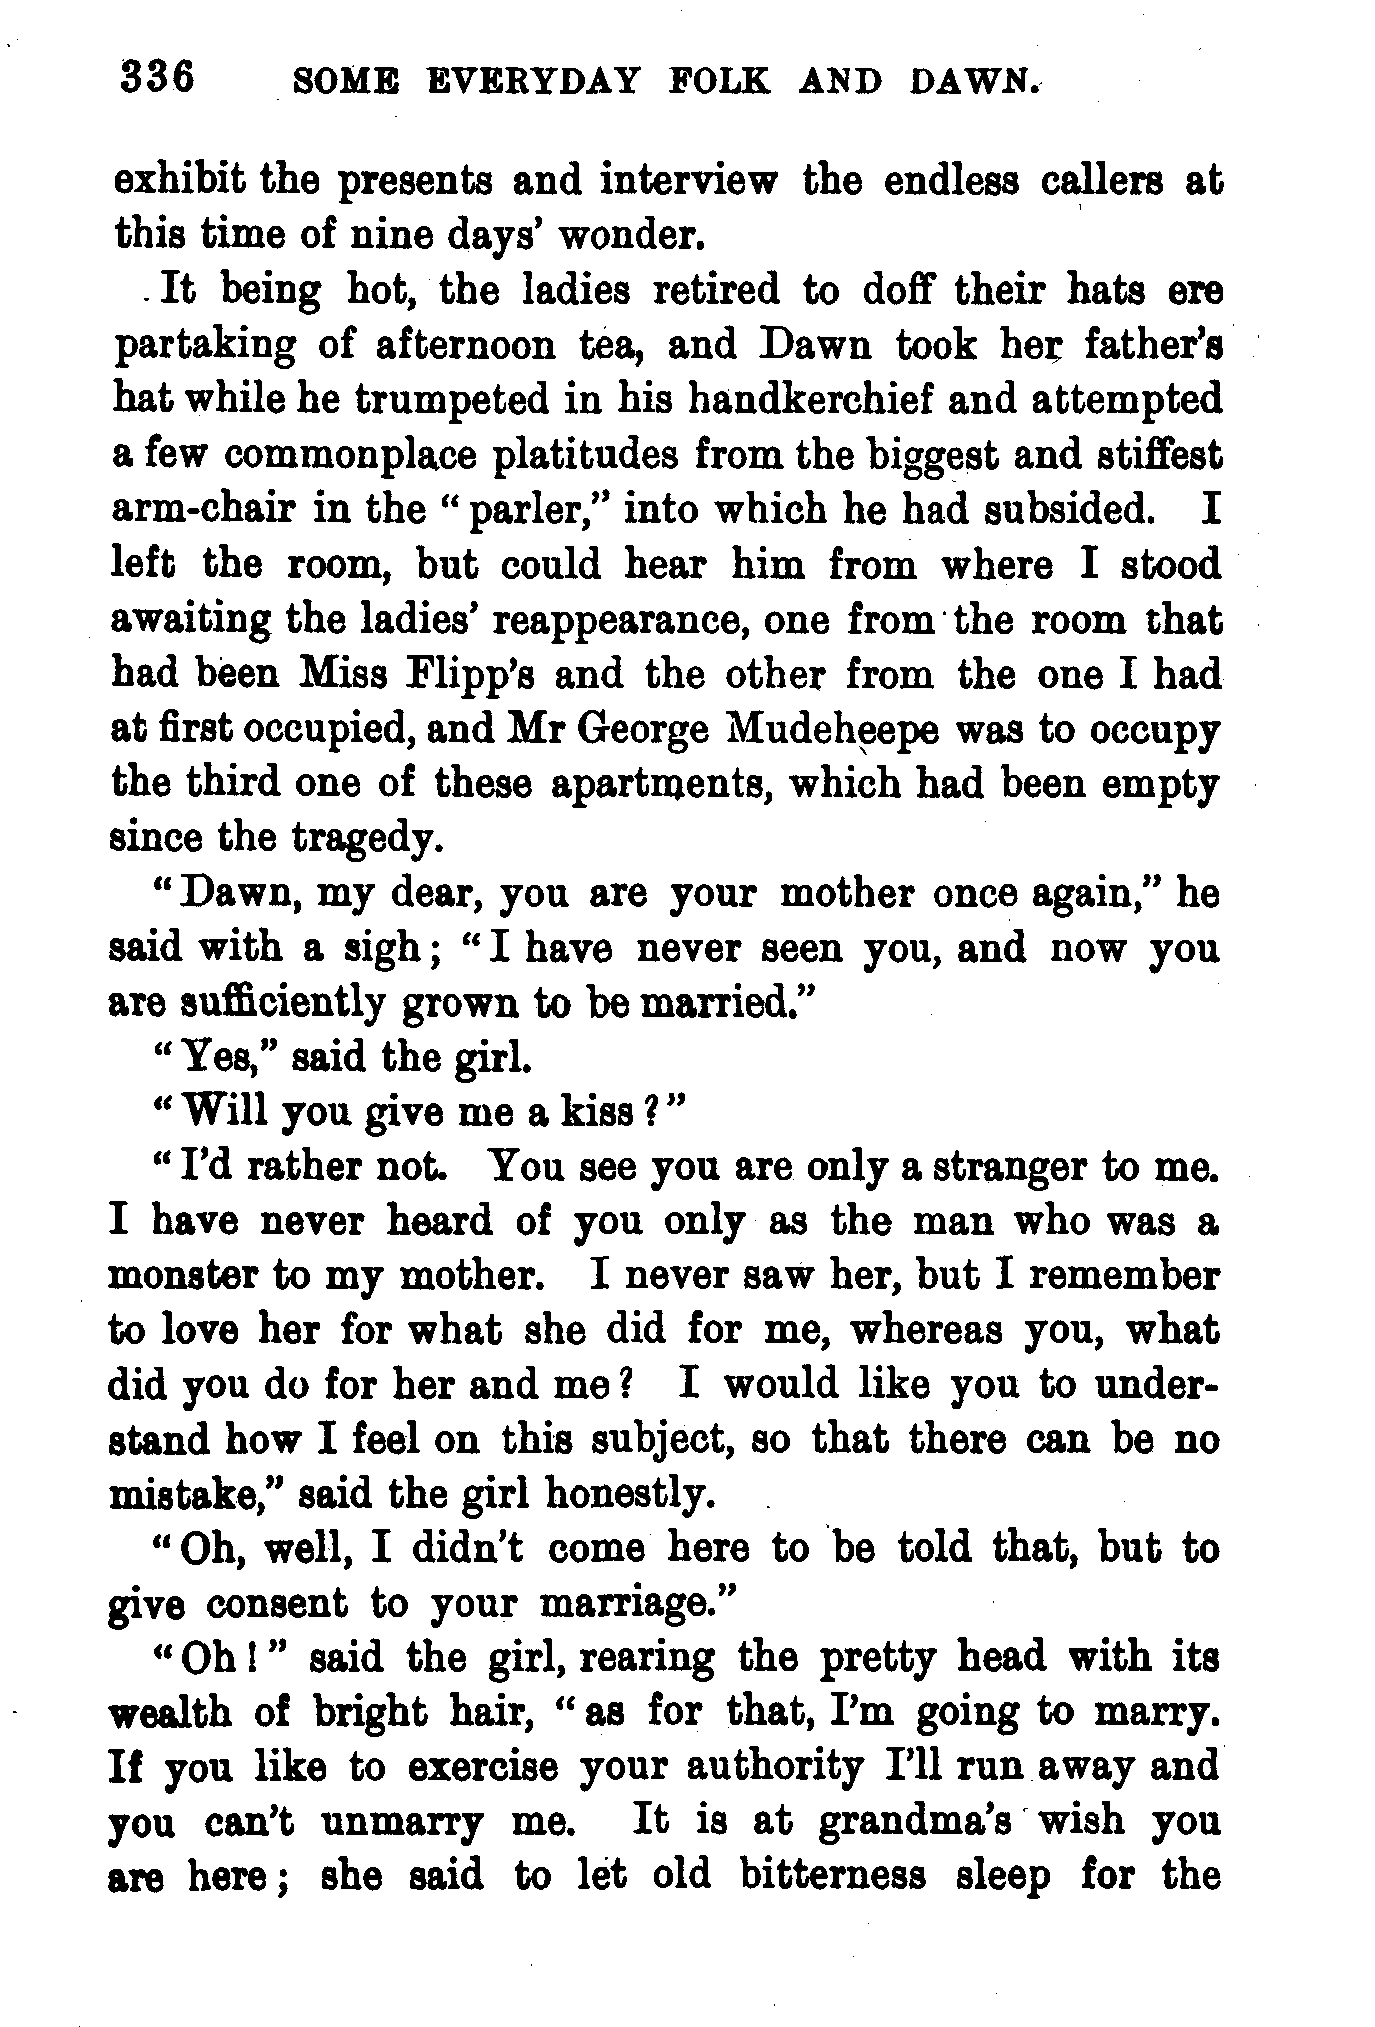 336 SOME EVERYDAY FOLK AND DAWN.
exhibit the presents and interview the endless callers at
this time of nine days' wonder.
It being hot, the ladies retired to doff their hats ere
partaking of afternoon tea, and Dawn took her father's
hat while he trumpeted in his handkerchief and attempted
a few commonplace platitudes from the biggest and stiffest
arm-chair in the "parler," into which he had subsided. I
left the room, but could hear him from where I stood
awaiting the ladies' reappearance, one from the room that
had been Miss Flipp's and the other from the one I had
at first occupied, and Mr George Mudeheepe was to occupy
the third one of these apartments, which had been empty
since the tragedy.
"Dawn, my dear, you are your mother once again," he
said with a sigh; "I have never seen you, and now you
are sufficiently grown to be married."
"Yes," said the girl.
"Will you give me a kiss?"
"I'd rather not. You see you are only a stranger to me.
I have never heard of you only as the man who was a
monster to my mother. I never saw her, but I remember
to love her for what she did for me, whereas you, what
did you do for her and me? I would like you to under-
stand how I feel on this subject, so that there can be no
mistake," said the girl honestly.
"Oh, well, I didn't come here to be told that, but to
give consent to your marriage."
"Oh!" said the girl, rearing the pretty head with its
wealth of bright hair, "as for that, I'm going to marry.
If you like to exercise your authority I'll run away and
you can't unmarry me. It is at grandma's wish you
are here; she said to let old bitterness sleep for the